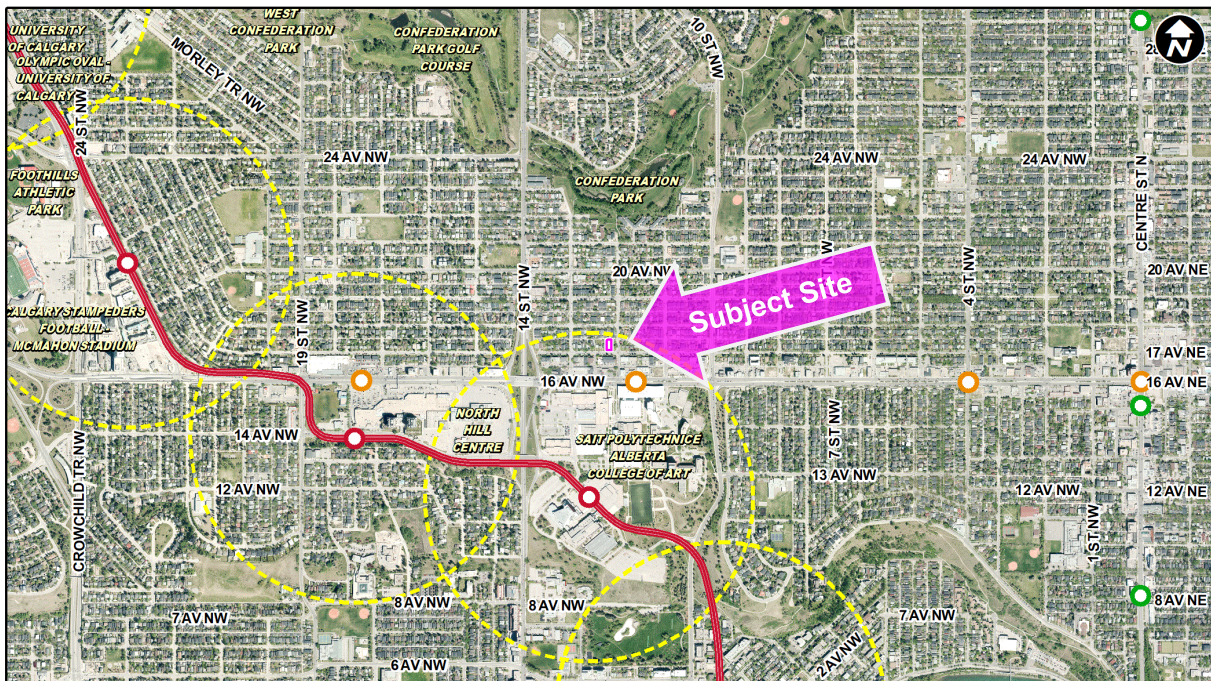 UNIVERSITY
OF CALGARY
OLYMPIC OVAL -
UNIVERSITY OF
CALGARY
WEST
CONFEDERATION
PARK
CONFEDERATION
PARK GOLF
COURSE
MORLEY TR NW
10 ST NW
N
24 ST NW
24 AV NW
24 AV NW
24 AV NW
FOOTHILLS
ATHLETIC
PARK
CONFEDERATION
PARK
CENTRE ST N
20 AV NW
20 AV NE
Subject Site
4 ST NW
14 ST NW
19 ST NW
CALGARY STAMPEDERS
FOOTBALL -
MCMAHON STADIUM
17 AV NE
16 AV NW
16 AV NE
NORTH
HILL
CENTRE
14 AV NW
SAIT POLYTECHNICE
ALBERTA
COLLEGE OF ART
7 ST NW
13 AV NW
CROWCHILD TR NW
12 AV NW
12 AV NW
12 AV NE
1 ST NW
8 AV NW
8 AV NW
8 AV NE
7 AV NW
7 AV NW
6 AV NW
2 AV NW